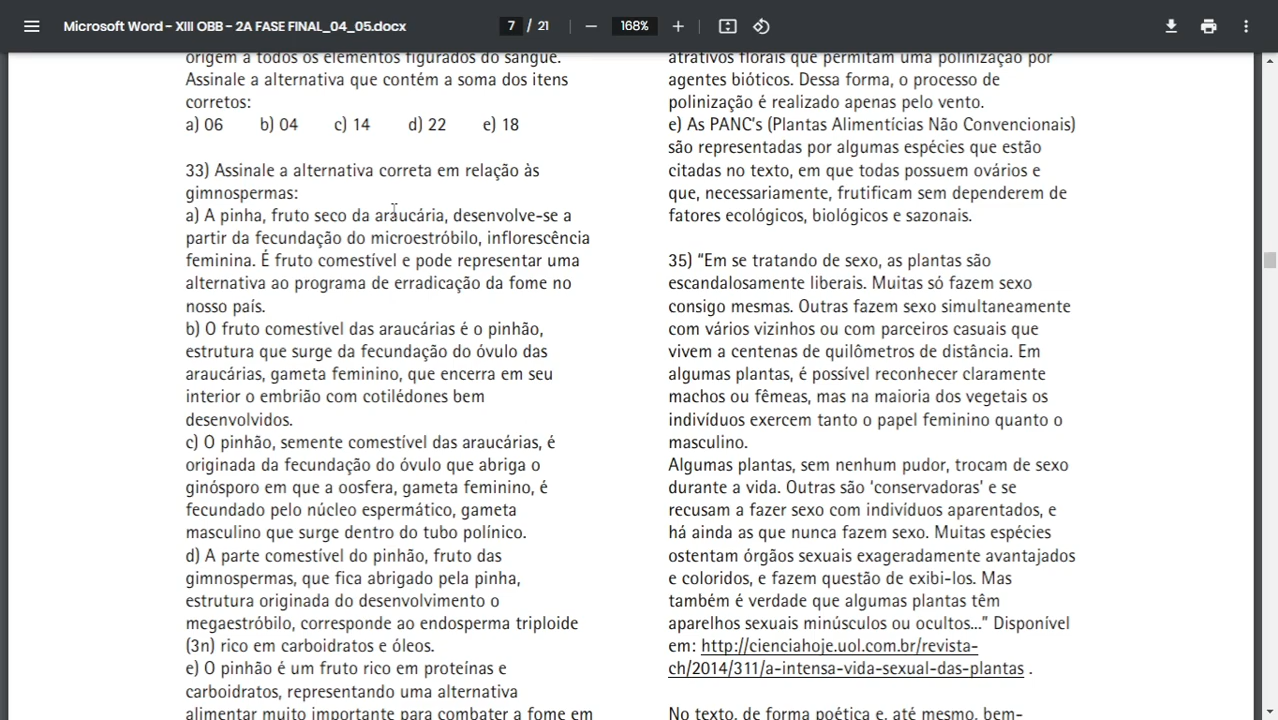 Microsoft Word - XIII OBB - 2A FASE FINAL_04_05.docx
7 / 21
168%
origem a todos os elementos figurados do sangue.
Assinale a alternativa que contém a soma dos itens
corretos:
a) 06 b) 04 c) 14 d) 22 e) 18
33) Assinale a alternativa correta em relação às
gimnospermas:
a) A pinha, fruto seco da araucária, desenvolve-se a
partir da fecundação do microestróbilo, inflorescência
feminina. É fruto comestível e pode representar uma
alternativa ao programa de erradicação da fome no
nosso país.
b) O fruto comestível das araucárias é o pinhão,
estrutura que surge da fecundação do óvulo das
araucárias, gameta feminino, que encerra em seu
interior o embrião com cotilédones bem
desenvolvidos.
c) O pinhão, semente comestível das araucárias, é
originada da fecundação do óvulo que abriga o
ginósporo em que a oosfera, gameta feminino, é
fecundado pelo núcleo espermático, gameta
masculino que surge dentro do tubo polínico.
d) A parte comestível do pinhão, fruto das
gimnospermas, que fica abrigado pela pinha,
estrutura originada do desenvolvimento o
megaestróbilo, corresponde ao endosperma triploide
(3n) rico em carboidratos e óleos.
e) O pinhão é um fruto rico em proteínas e
carboidratos, representando uma alternativa
alimentar muito importante para combater a fome em
atrativos florais que permitam uma polinização por
agentes bióticos. Dessa forma, o processo de
polinização é realizado apenas pelo vento.
e) As PANC's (Plantas Alimentícias Não Convencionais)
são representadas por algumas espécies que estão
citadas no texto, em que todas possuem ovários e
que, necessariamente, frutificam sem dependerem de
fatores ecológicos, biológicos e sazonais.
35) “Em se tratando de sexo, as plantas são
escandalosamente liberais. Muitas só fazem sexo
consigo mesmas. Outras fazem sexo simultaneamente
com vários vizinhos ou com parceiros casuais que
vivem a centenas de quilômetros de distância. Em
algumas plantas, é possível reconhecer claramente
machos ou fêmeas, mas na maioria dos vegetais os
indivíduos exercem tanto o papel feminino quanto o
masculino.
Algumas plantas, sem nenhum pudor, trocam de sexo
durante a vida. Outras são ‘conservadoras’ e se
recusam a fazer sexo com indivíduos aparentados, e
há ainda as que nunca fazem sexo. Muitas espécies
ostentam órgãos sexuais exageradamente avantajados
e coloridos, e fazem questão de exibi-los. Mas
também é verdade que algumas plantas têm
aparelhos sexuais minúsculos ou ocultos...” Disponível
em: http://cienciahoje.uol.com.br/revista-
ch/2014/311/a-intensa-vida-sexual-das-plantas .
No texto, de forma poética e, até mesmo, bem-